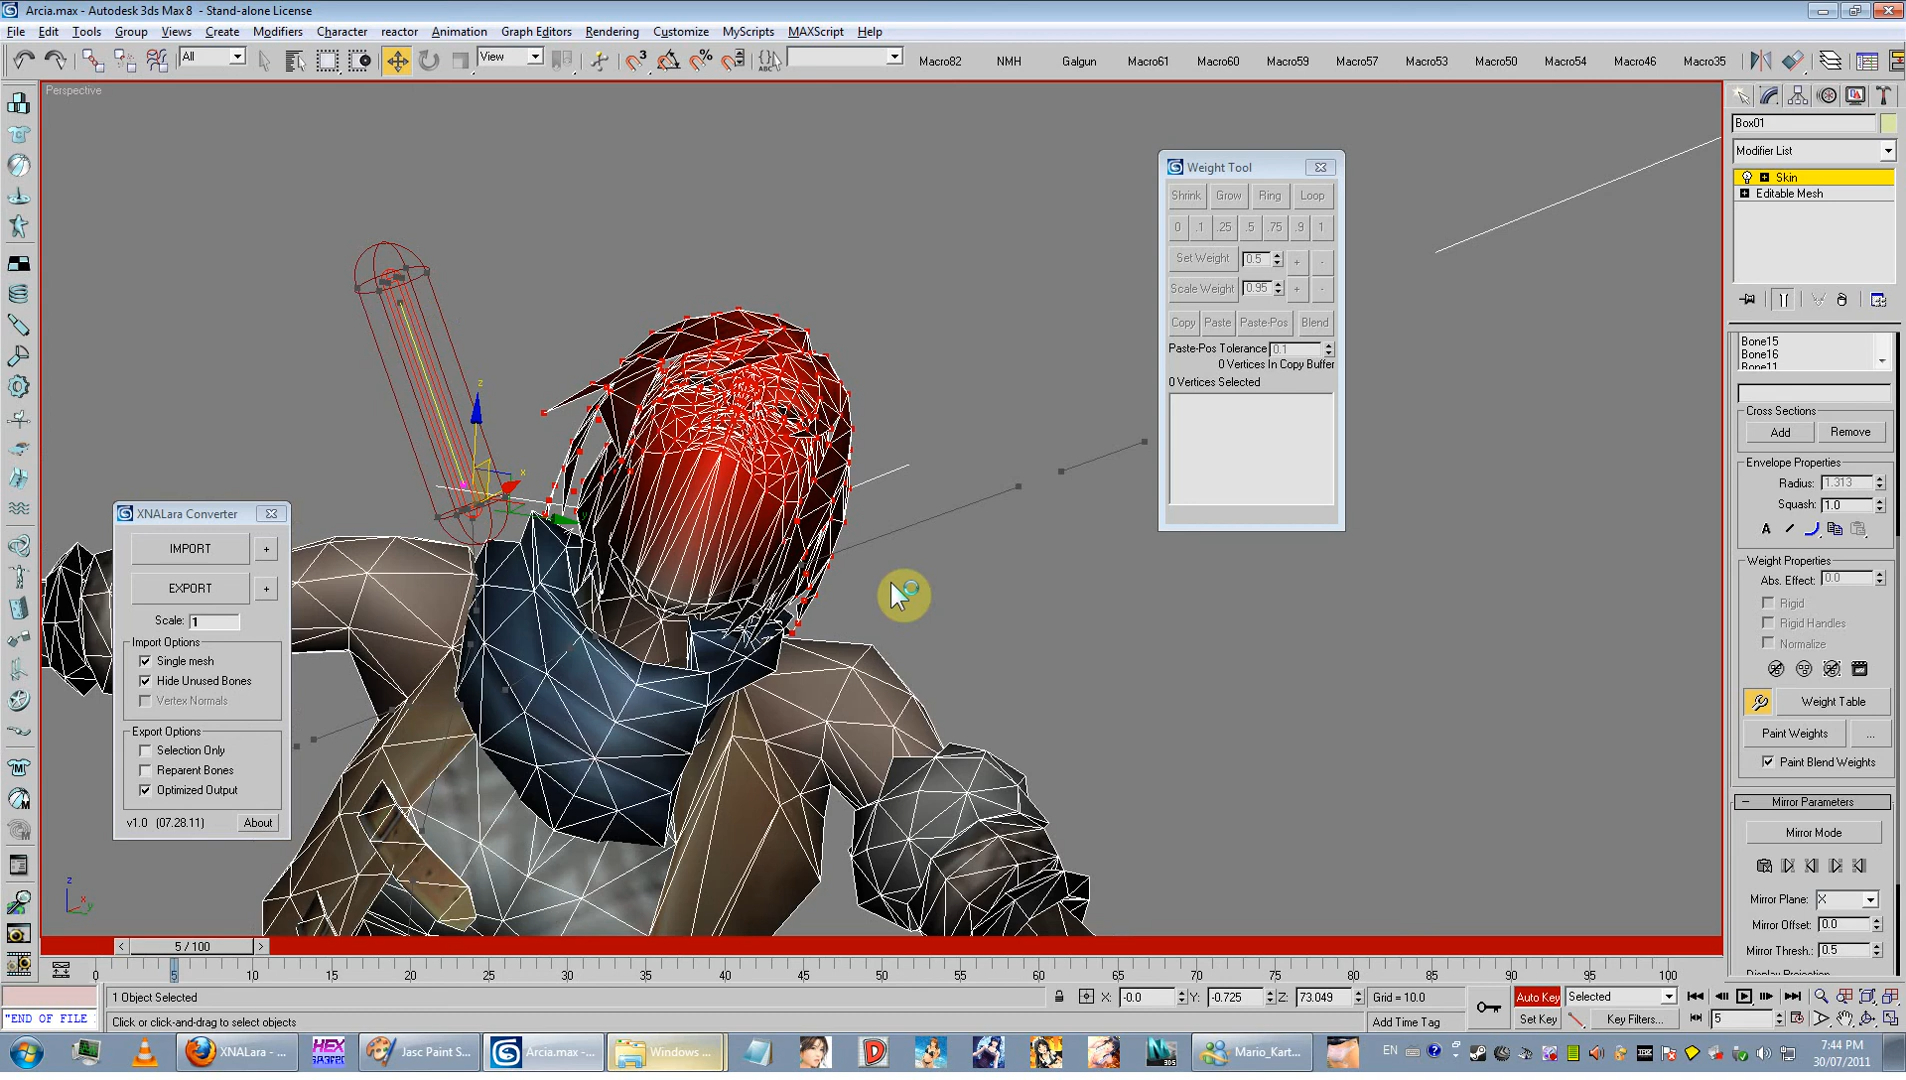 Arcia.max - Autodesk 3ds Max 8 - Stand-alone License
File Edit Tools Group Views Create Modifiers Character reactor Animation Graph Editors Rendering Customize MyScripts MAXScript Help
All View Macro82 NMH Galgun Macro61 Macro60 Macro59 Macro57 Macro53 Macro50 Macro54 Macro46 Macro35
Perspective
Box01
Modifier List
Skin
Editable Mesh
Weight Tool
Shrink Grow Ring Loop
0 .1 .25 .5 .75 .9 1
Set Weight 0.5 + -
Scale Weight 0.95 + -
Copy Paste Paste-Pos Blend
Paste-Pos Tolerance 0.1
0 Vertices In Copy Buffer
0 Vertices Selected
z
x
y
XNALara Converter
IMPORT +
EXPORT +
Scale: 1
Import Options
Single mesh
Hide Unused Bones
Vertex Normals
Export Options
Selection Only
Reparent Bones
Optimized Output
v1.0 (07.28.11) About
Bone15
Bone16
Bone11
Cross Sections
Add Remove
Envelope Properties
Radius: 1.313
Squash: 1.0
A
Weight Properties
Abs. Effect: 0.0
Rigid
Rigid Handles
Normalize
Weight Table
Paint Weights ...
Paint Blend Weights
- Mirror Parameters
Mirror Mode
Mirror Plane: X
Mirror Offset: 0.0
Mirror Thresh.: 0.5
Display Projection
z
x
y
< 5 / 100 >
0 5 10 15 20 25 30 35 40 45 50 55 60 65 70 75 80 85 90 95 100
1 Object Selected X: -0.0 Y: -0.725 Z: 73.049 Grid = 10.0 Auto Key Selected
"END OF FILE Click or click-and-drag to select objects Add Time Tag Set Key Key Filters... 5
XNALara - ... HEX Jasc Paint S... Arcia.max -... Windows ... Mario_Kart... EN 7:44 PM
30/07/2011